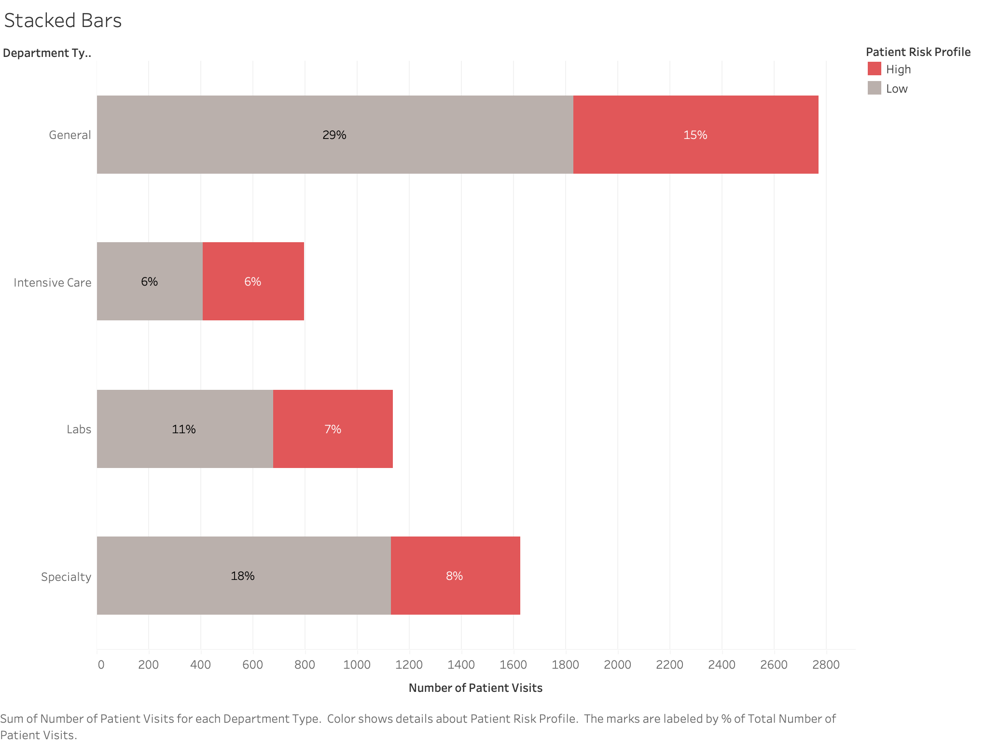 Stacked Bars
Department Ty..
Patient Risk Profile
High
Low
General
29%
15%
Intensive Care
6%
6%
Labs
11%
7%
Specialty
18%
8%
0 200 400 600 800 1000 1200 1400 1600 1800 2000 2200 2400 2600 2800
Number of Patient Visits
Sum of Number of Patient Visits for each Department Type.  Color shows details about Patient Risk Profile.  The marks are labeled by % of Total Number of
Patient Visits.